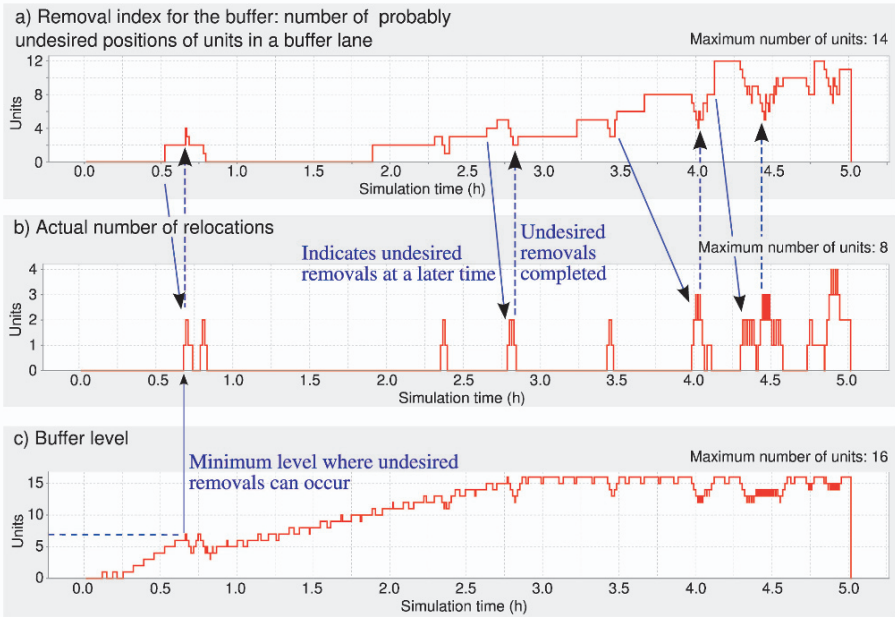 a) Removal index for the buffer: number of probably
undesired positions of units in a buffer lane
Maximum number of units: 14
12
8
4
0
Units
0.0 0.5 1.0 1.5 2.0 2.5 3.0 3.5 4.0 4.5 5.0
Simulation time (h)
b) Actual number of relocations
Maximum number of units: 8
Indicates undesired
removals at a later time
Undesired
removals
completed
4
3
2
1
0
Units
0.0 0.5 1.0 1.5 2.0 2.5 3.0 3.5 4.0 4.5 5.0
Simulation time (h)
c) Buffer level
Maximum number of units: 16
Minimum level where undesired
removals can occur
15
10
5
0
Units
0.0 0.5 1.0 1.5 2.0 2.5 3.0 3.5 4.0 4.5 5.0
Simulation time (h)